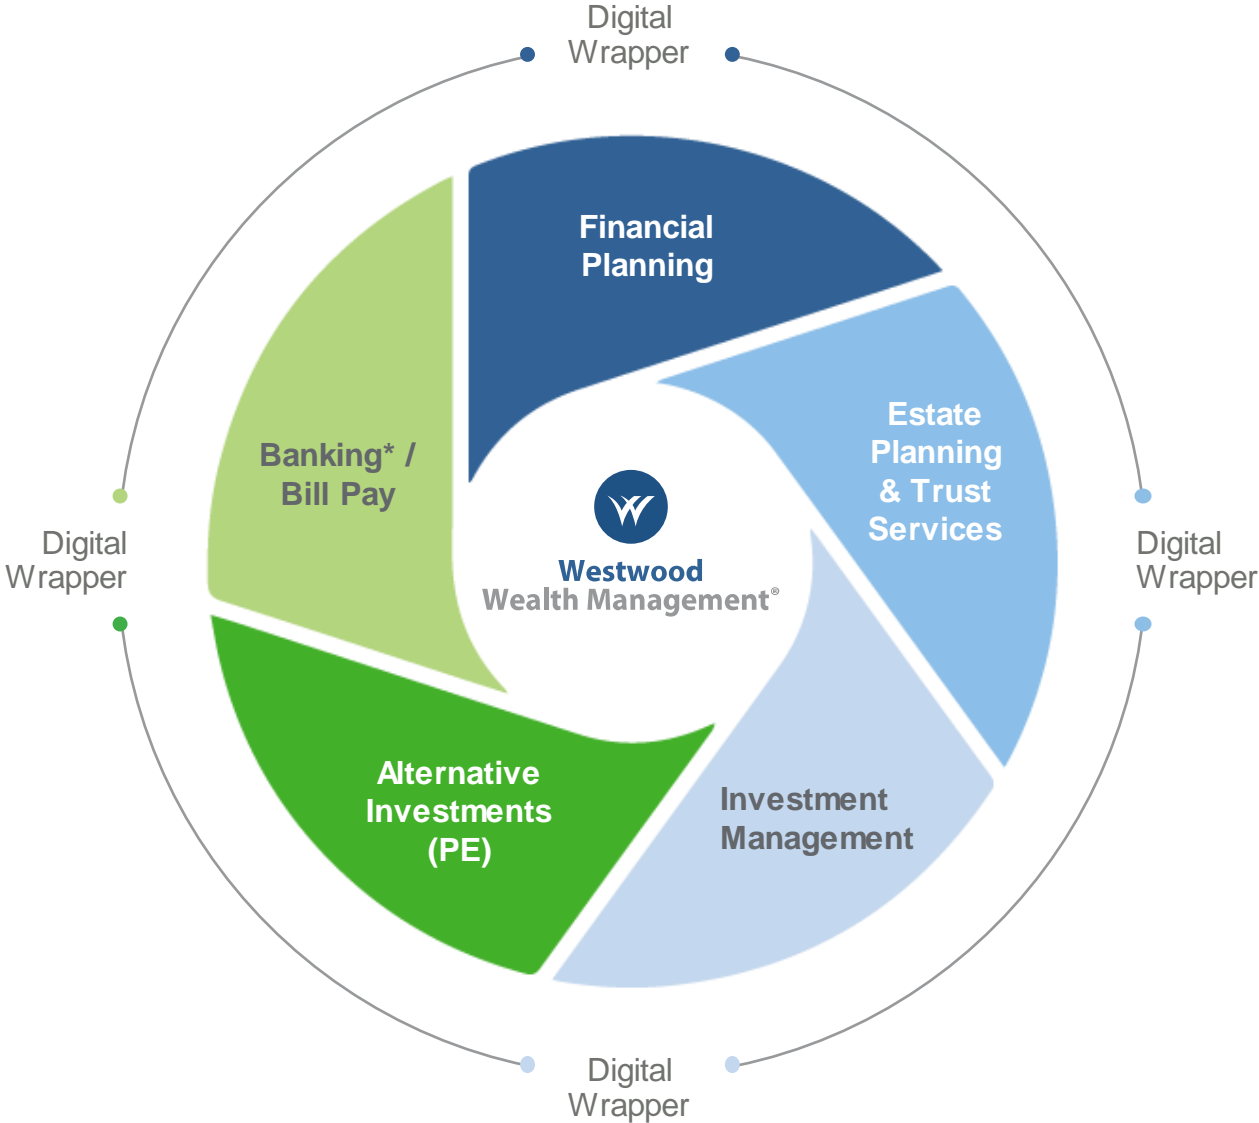 Digital
Wrapper
Financial
Planning
Estate
Planning
& Trust
Services
Banking* /
Bill Pay
Westwood
Wealth Management®
Digital
Wrapper
Digital
Wrapper
Alternative
Investments
(PE)
Investment
Management
Digital
Wrapper